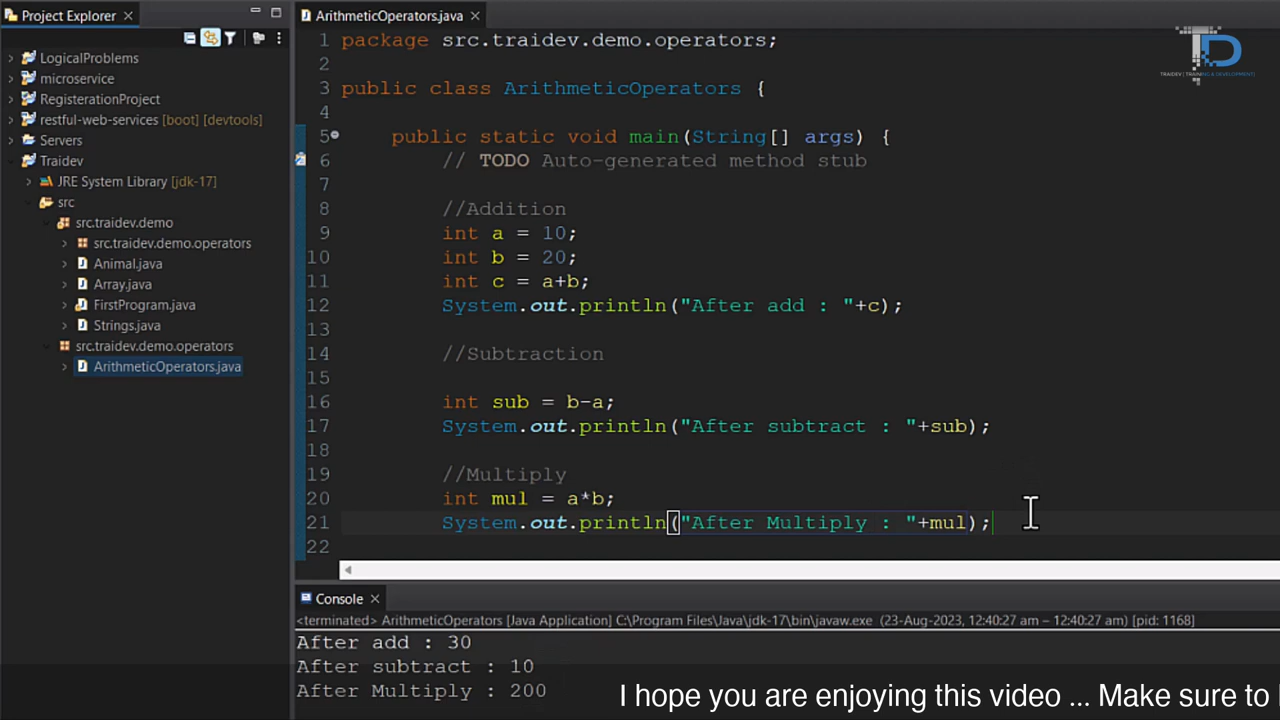 Project Explorer
LogicalProblems
microservice
RegisterationProject
restful-web-services [boot] [devtools]
Servers
Traidev
JRE System Library [jdk-17]
src
src.traidev.demo
src.traidev.demo.operators
Animal.java
Array.java
FirstProgram.java
Strings.java
src.traidev.demo.operators
ArithmeticOperators.java
ArithmeticOperators.java
1 package src.traidev.demo.operators;
2
3 public class ArithmeticOperators {
4
5 public static void main(String[] args) {
6 // TODO Auto-generated method stub
7
8 //Addition
9 int a = 10;
10 int b = 20;
11 int c = a+b;
12 System.out.println("After add : "+c);
13
14 //Subtraction
15
16 int sub = b-a;
17 System.out.println("After subtract : "+sub);
18
19 //Multiply
20 int mul = a*b;
21 System.out.println("After Multiply : "+mul);
22
TD
TRAIDEV | TRAINING & DEVELOPMENT|
Console
<terminated> ArithmeticOperators [Java Application] C:\Program Files\Java\jdk-17\bin\javaw.exe (23-Aug-2023, 12:40:27 am – 12:40:27 am) [pid: 1168]
After add : 30
After subtract : 10
After Multiply : 200
I hope you are enjoying this video ... Make sure to